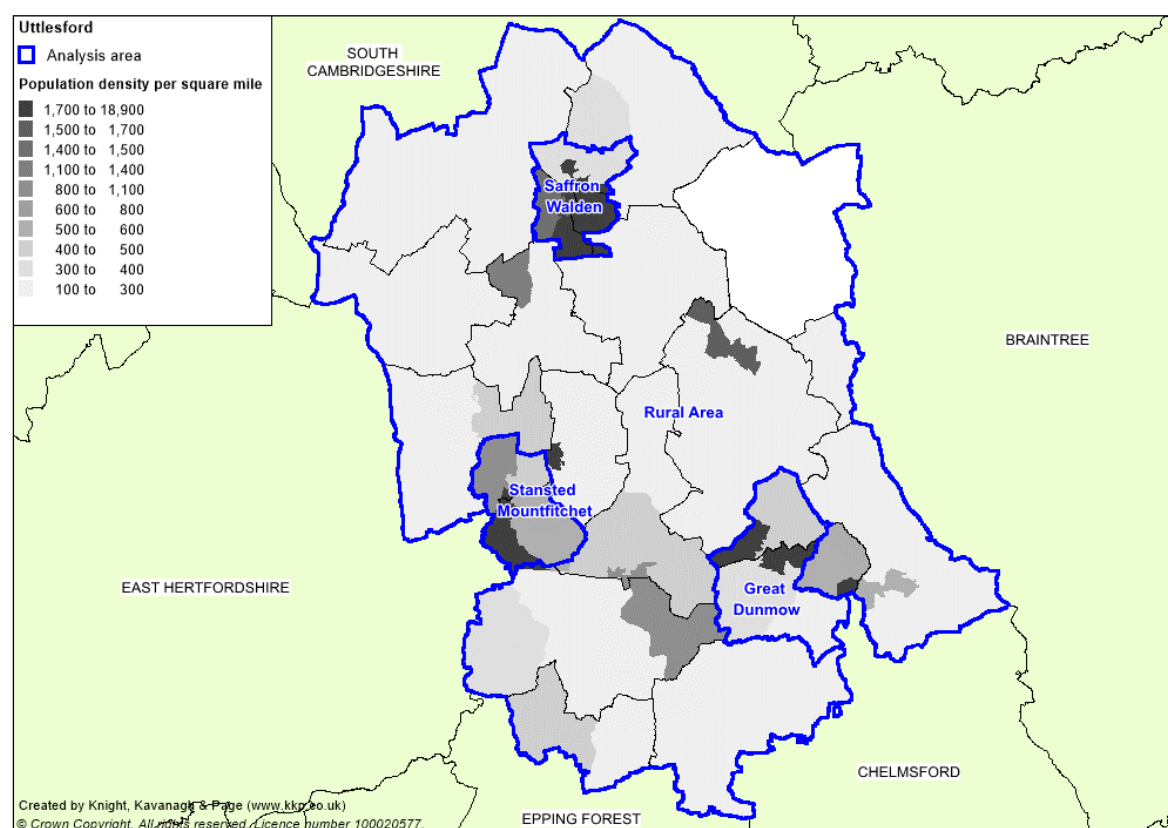 Uttlesford
Analysis area
Population density per square mile
1,700 to 18,900
1,500 to 1,700
1,400 to 1,500
1,100 to 1,400
800 to 1,100
600 to 800
500 to 600
400 to 500
300 to 400
100 to 300
SOUTH
CAMBRIDGESHIRE
Saffron
Walden
BRAINTREE
Rural Area
Stansted
Mountfitchet
EAST HERTFORDSHIRE
Great
Dunmow
CHELMSFORD
EPPING FOREST
Created by Knight, Kavanagh & Page (www.kkp.co.uk)
© Crown Copyright. All rights reserved. Licence number 100020577.